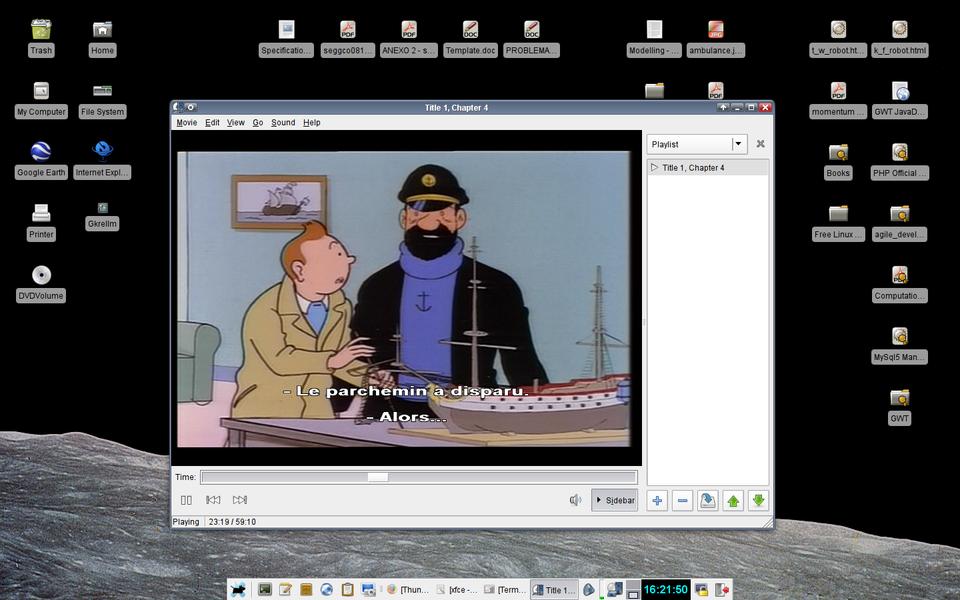 Trash
Home
Specificatio...
seggco081...
ANEXO 2 - s...
Template.doc
PROBLEMA...
Modelling - ...
ambulance.j...
t_w_robot.ht...
k_f_robot.html
My Computer
File System
momentum ...
GWT JavaD...
Google Earth
Internet Expl...
Books
PHP Official ...
Printer
Gkrellm
Free Linux ...
agile_devel...
DVDVolume
Computatio...
MySql5 Man...
GWT
Title 1, Chapter 4
Movie Edit View Go Sound Help
Playlist
Title 1, Chapter 4
- Le parchemin a disparu.
- Alors...
Time:
Sidebar
Playing 23:19 / 59:10
[Thun...
[xfce -...
[Term...
Title 1...
16:21:50